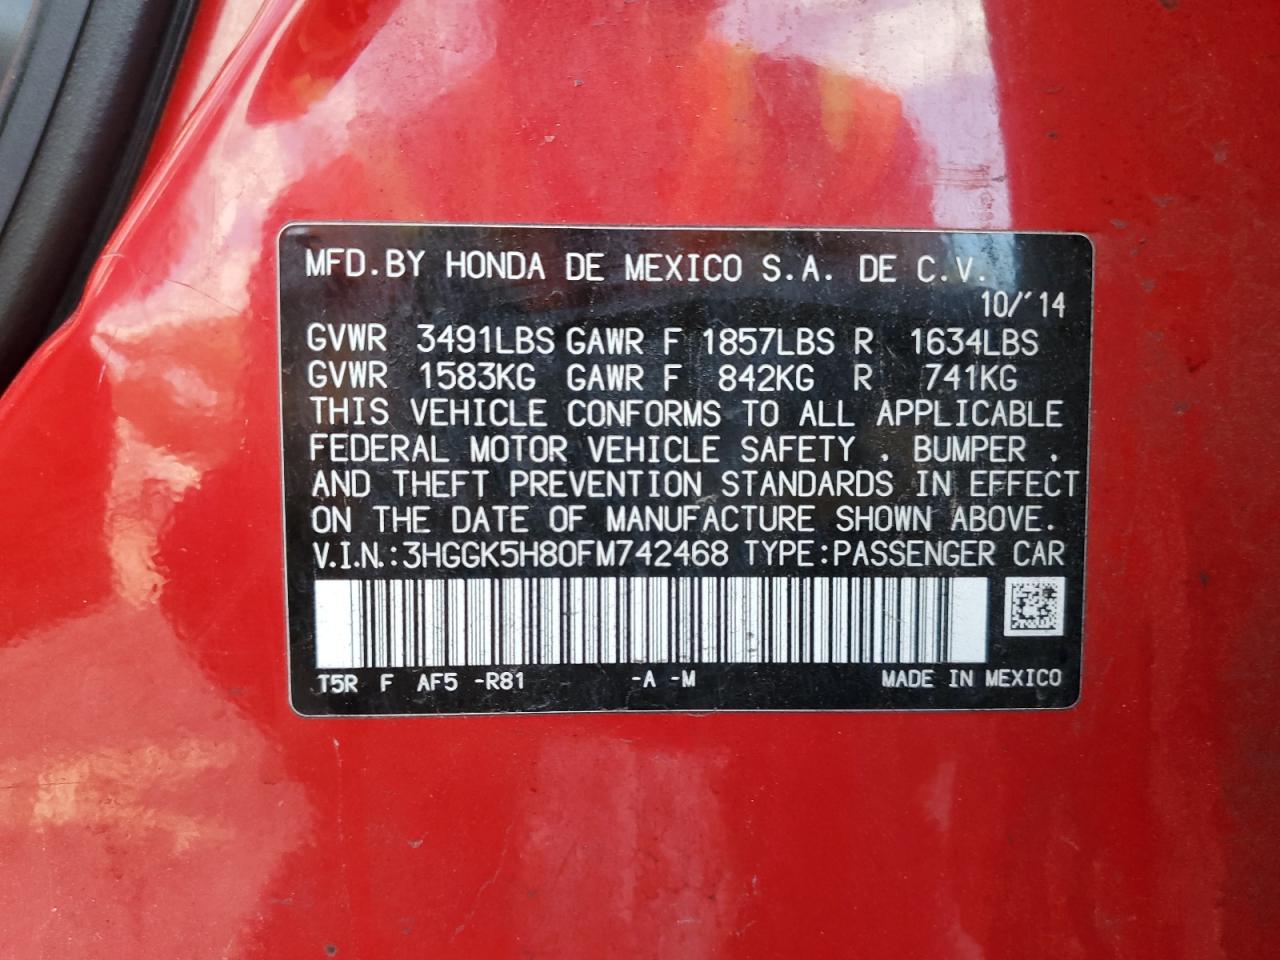 MFD.BY HONDA DE MEXICO S.A. DE C.V.
10/'14
GVWR 3491LBS GAWR F 1857LBS R 1634LBS
GVWR 1583KG GAWR F 842KG R 741KG
THIS VEHICLE CONFORMS TO ALL APPLICABLE
FEDERAL MOTOR VEHICLE SAFETY , BUMPER ,
AND THEFT PREVENTION STANDARDS IN EFFECT
ON THE DATE OF MANUFACTURE SHOWN ABOVE.
V.I.N.:3HGGK5H80FM742468 TYPE:PASSENGER CAR
T5R F AF5 -R81 -A -M MADE IN MEXICO